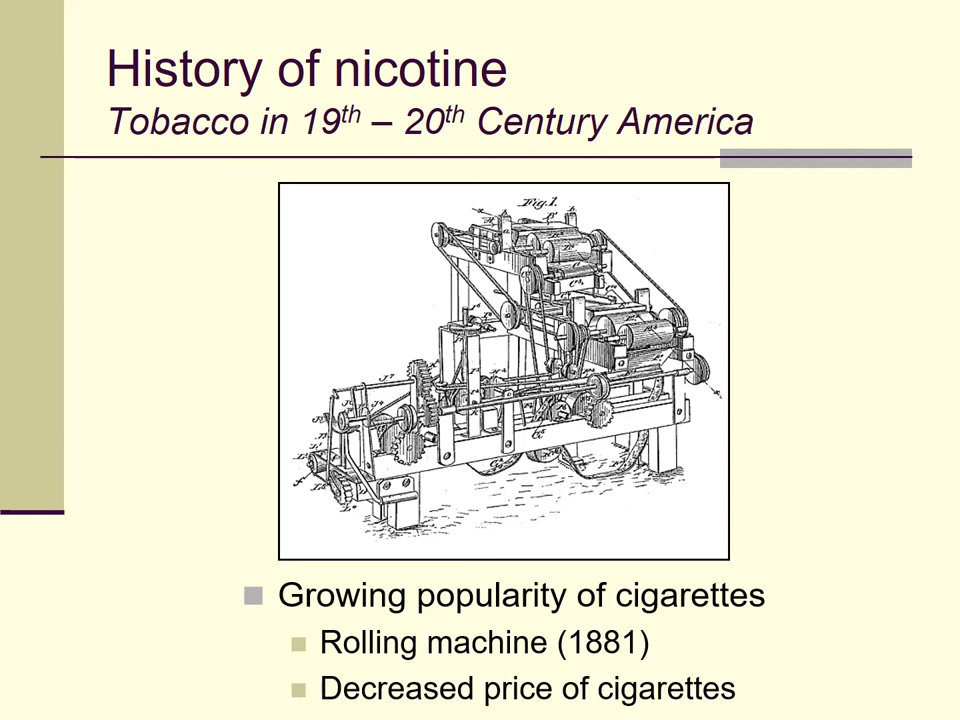 History of nicotine
Tobacco in 19th – 20th Century America
Fig.1.
Growing popularity of cigarettes
Rolling machine (1881)
Decreased price of cigarettes